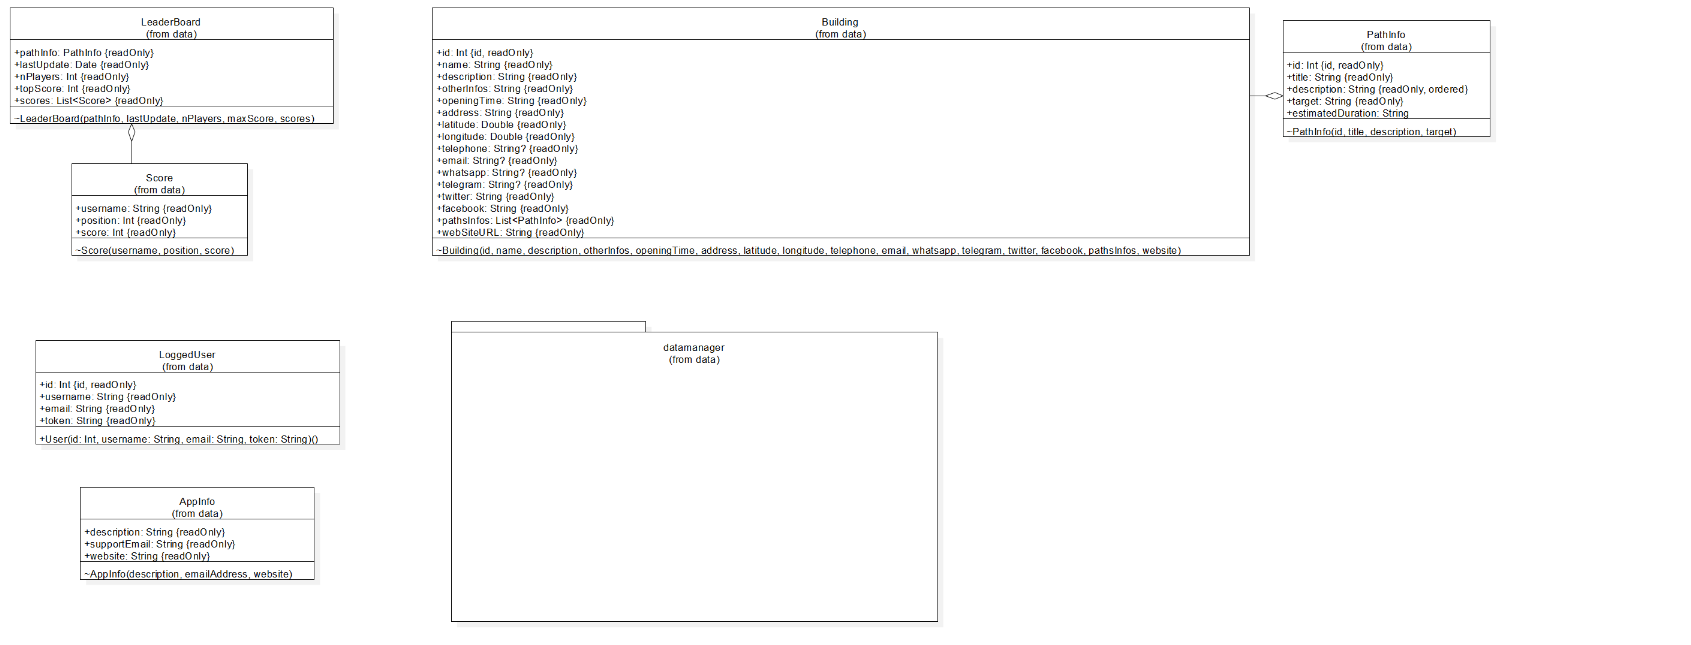 LeaderBoard
(from data)
+pathInfo: PathInfo {readOnly}
+lastUpdate: Date {readOnly}
+nPlayers: Int {readOnly}
+topScore: Int {readOnly}
+scores: List<Score> {readOnly}
~LeaderBoard(pathInfo, lastUpdate, nPlayers, maxScore, scores)
Score
(from data)
+username: String {readOnly}
+position: Int {readOnly}
+score: Int {readOnly}
~Score(username, position, score)
Building
(from data)
+id: Int {id, readOnly}
+name: String {readOnly}
+description: String {readOnly}
+otherInfos: String {readOnly}
+openingTime: String {readOnly}
+address: String {readOnly}
+latitude: Double {readOnly}
+longitude: Double {readOnly}
+telephone: String? {readOnly}
+email: String? {readOnly}
+whatsapp: String? {readOnly}
+telegram: String? {readOnly}
+twitter: String {readOnly}
+facebook: String {readOnly}
+pathsInfos: List<PathInfo> {readOnly}
+webSiteURL: String {readOnly}
~Building(id, name, description, otherInfos, openingTime, address, latitude, longitude, telephone, email, whatsapp, telegram, twitter, facebook, pathsInfos, website)
PathInfo
(from data)
+id: Int {id, readOnly}
+title: String {readOnly}
+description: String {readOnly, ordered}
+target: String {readOnly}
+estimatedDuration: String
~PathInfo(id, title, description, target)
LoggedUser
(from data)
+id: Int {id, readOnly}
+username: String {readOnly}
+email: String {readOnly}
+token: String {readOnly}
+User(id: Int, username: String, email: String, token: String)()
datamanager
(from data)
AppInfo
(from data)
+description: String {readOnly}
+supportEmail: String {readOnly}
+website: String {readOnly}
~AppInfo(description, emailAddress, website)